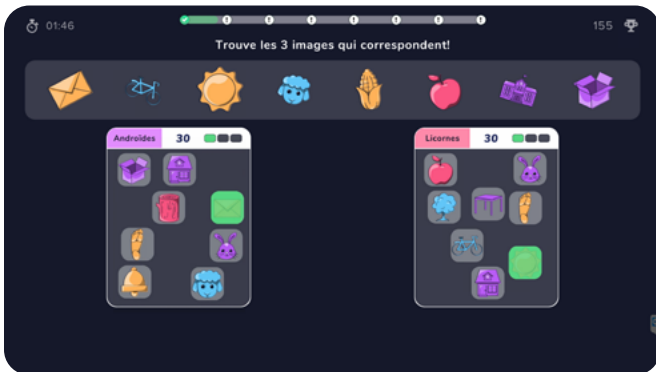 01:46
155
Trouve les 3 images qui correspondent!
Androïdes 30
Licornes 30